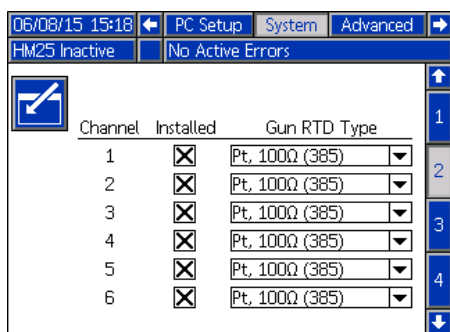 06/08/15 15:18 PC Setup System Advanced
HM25 Inactive No Active Errors
1
Channel Installed Gun RTD Type
1 Pt, 100Ω (385)
2 Pt, 100Ω (385)
2
3 Pt, 100Ω (385)
3
4 Pt, 100Ω (385)
5 Pt, 100Ω (385)
4
6 Pt, 100Ω (385)